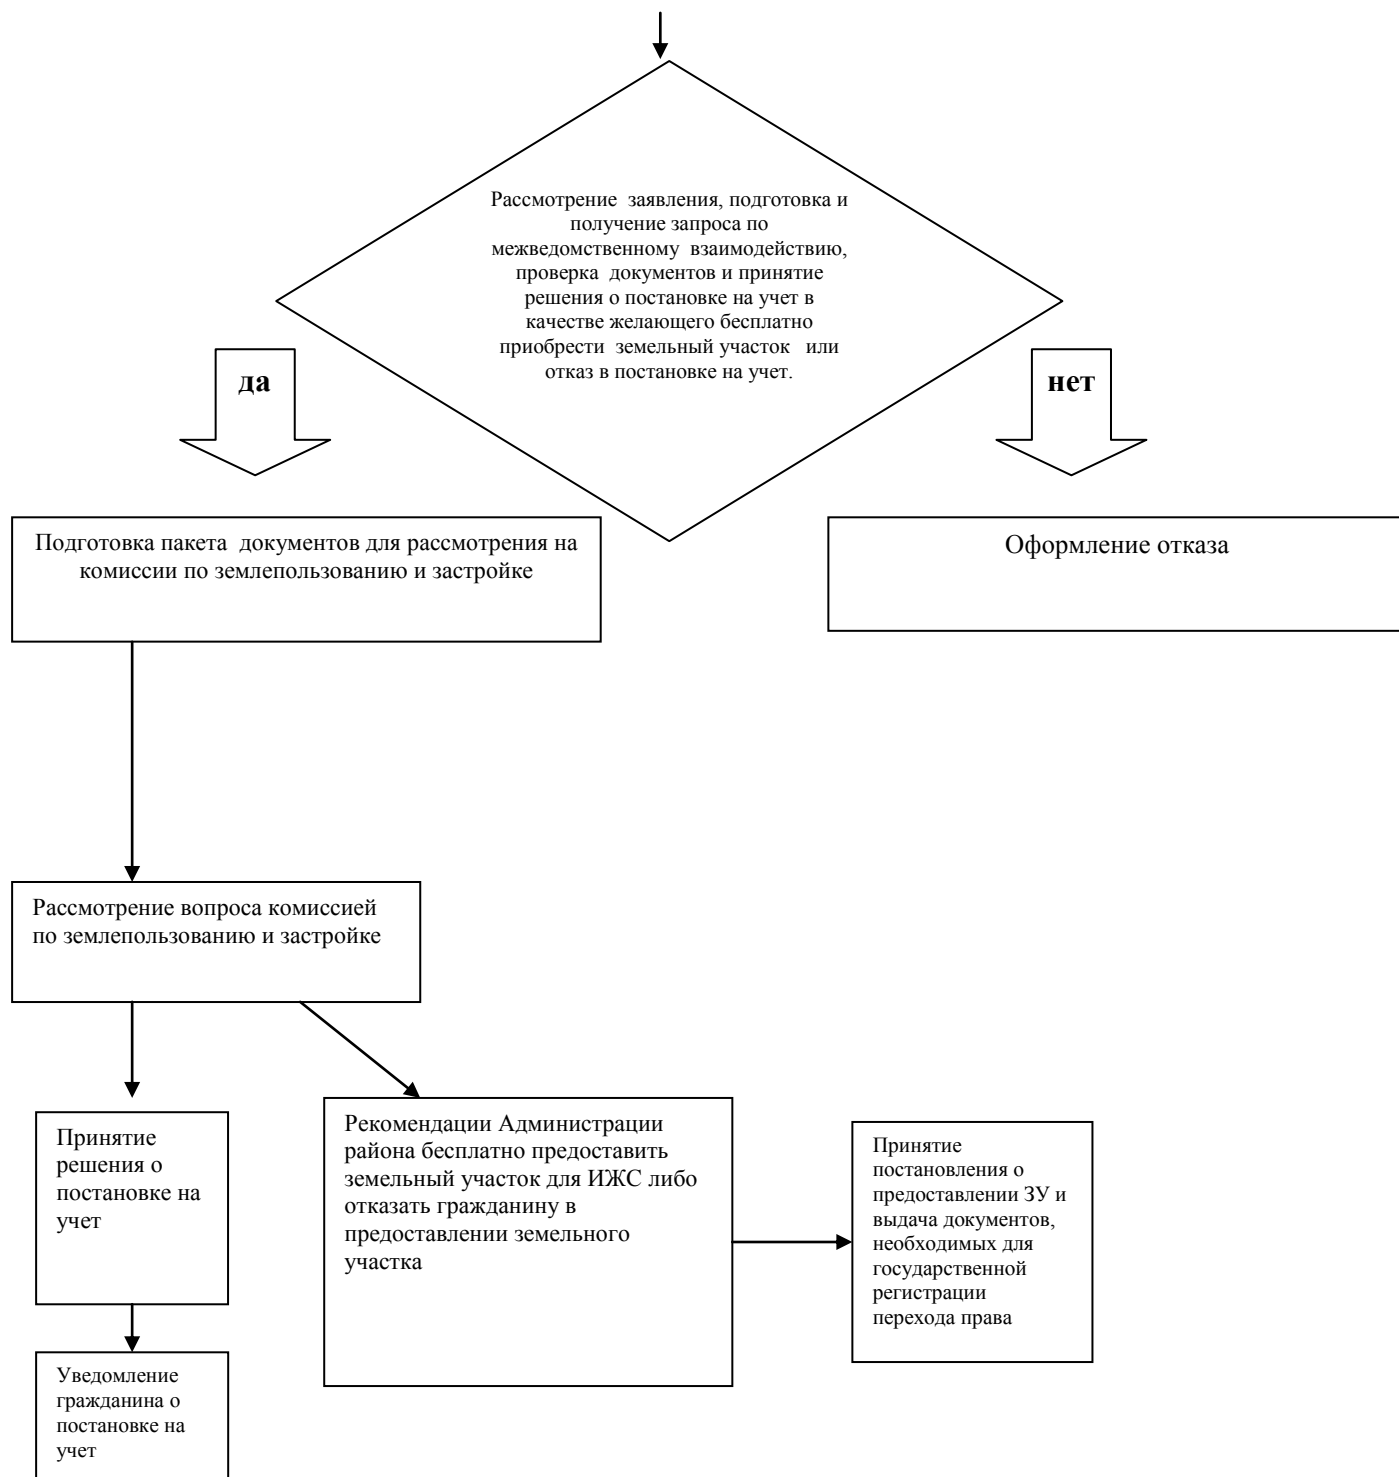 Рассмотрение заявления, подготовка и
получение запроса по
межведомственному взаимодействию,
проверка документов и принятие
решения о постановке на учет в
качестве желающего бесплатно
приобрести земельный участок или
отказ в постановке на учет.
да
нет
Подготовка пакета документов для рассмотрения на
комиссии по землепользованию и застройке
Оформление отказа
Рассмотрение вопроса комиссией
по землепользованию и застройке
Принятие
решения о
постановке на
учет
Рекомендации Администрации
района бесплатно предоставить
земельный участок для ИЖС либо
отказать гражданину в
предоставлении земельного
участка
Принятие
постановления о
предоставлении ЗУ и
выдача документов,
необходимых для
государственной
регистрации
перехода права
Уведомление
гражданина о
постановке на
учет